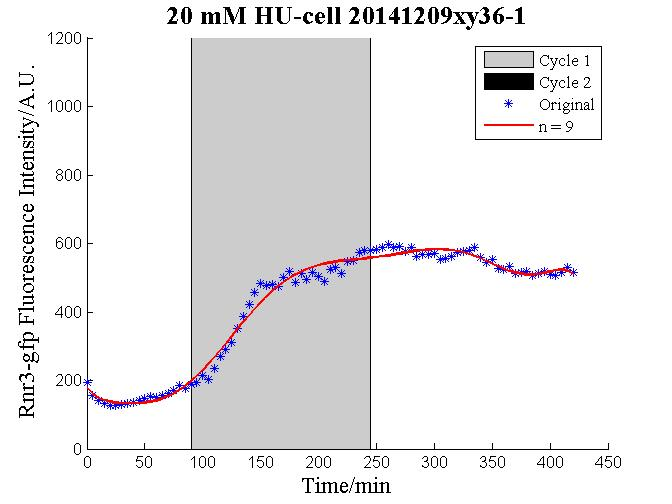 20 mM HU-cell 20141209xy36-1
1200
1000
800
600
400
200
0
Rnr3-gfp Fluorescence Intensity/A.U.
Cycle 1
Cycle 2
Original
n = 9
0 50 100 150 200 250 300 350 400 450
Time/min